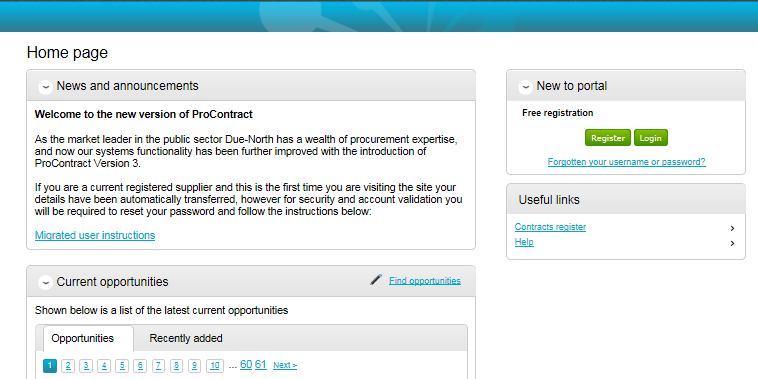 Home page
News and announcements
Welcome to the new version of ProContract
As the market leader in the public sector Due-North has a wealth of procurement expertise,
and now our systems functionality has been further improved with the introduction of
ProContract Version 3.
If you are a current registered supplier and this is the first time you are visiting the site your
details have been automatically transferred, however for security and account validation you
will be required to reset your password and follow the instructions below:
Migrated user instructions
Current opportunities
Find opportunities
Shown below is a list of the latest current opportunities
Opportunities Recently added
1 2 3 4 5 6 7 8 9 10 ... 60 61 Next >
New to portal
Free registration
Register Login
Forgotten your username or password?
Useful links
Contracts register
Help